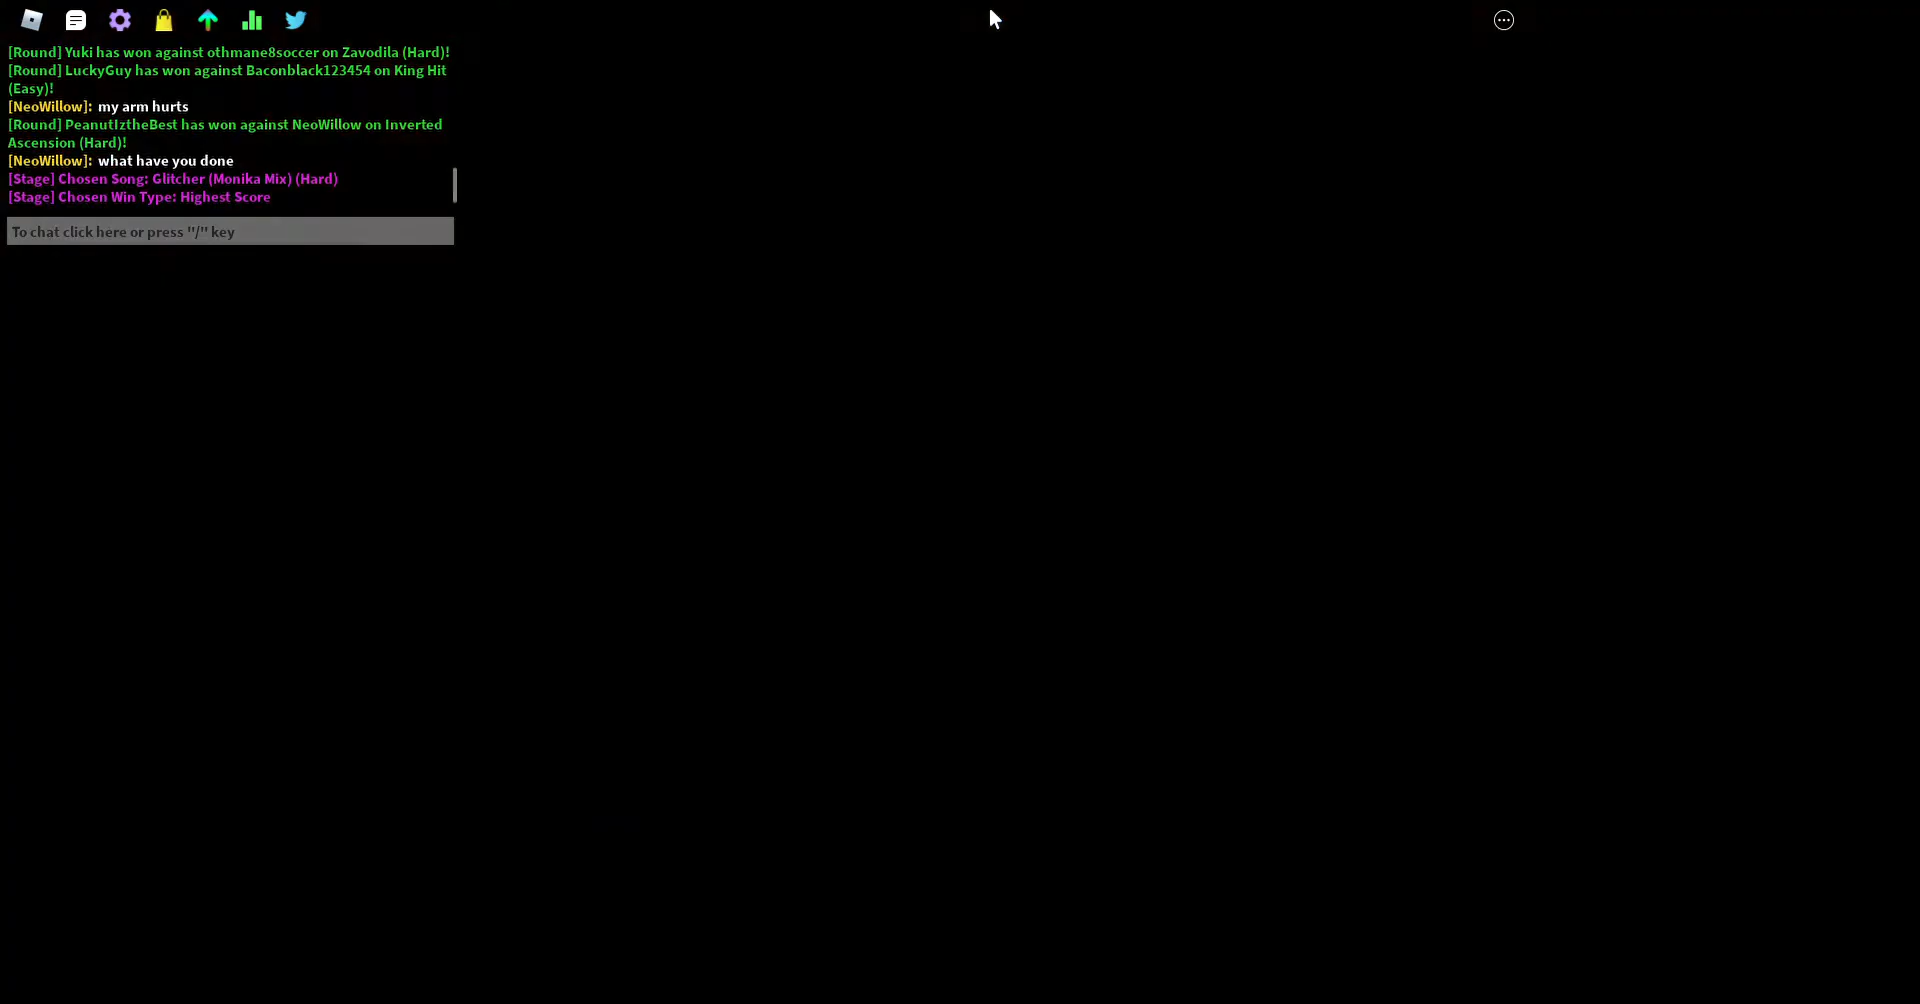 [Round] Yuki has won against othmane8soccer on Zavodila (Hard)!
[Round] LuckyGuy has won against Baconblack123454 on King Hit
(Easy)!
[NeoWillow]: my arm hurts
[Round] PeanutIztheBest has won against NeoWillow on Inverted
Ascension (Hard)!
[NeoWillow]: what have you done
[Stage] Chosen Song: Glitcher (Monika Mix) (Hard)
[Stage] Chosen Win Type: Highest Score
To chat click here or press "/" key